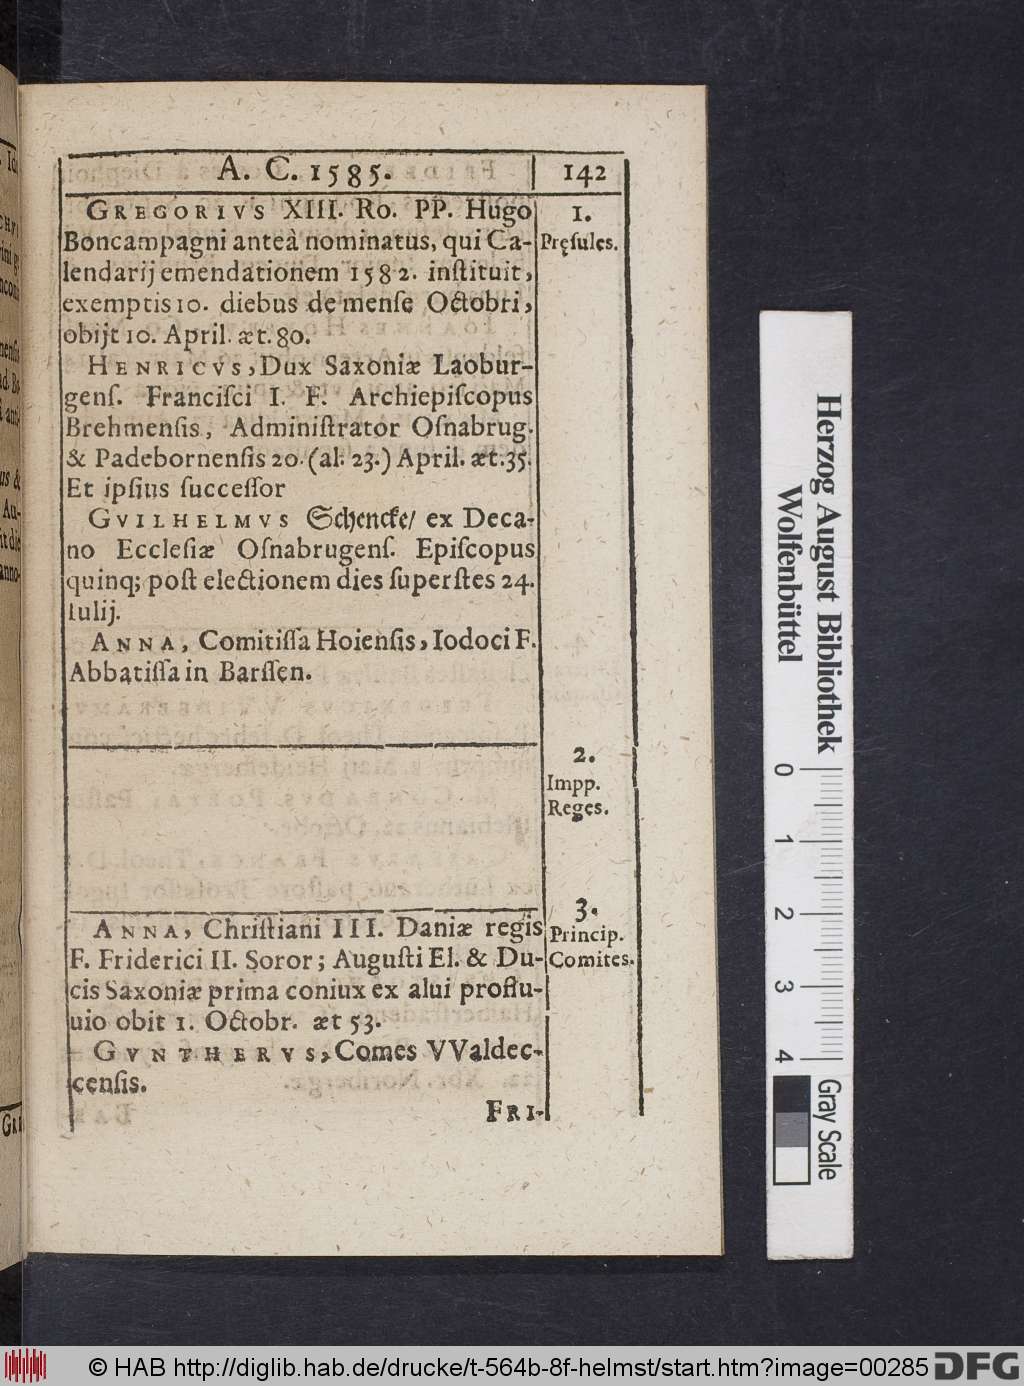 A. C. 1585.
142
GREGORIVS XIII. Ro. PP. Hugo
Boncampagni anteà nominatus, qui Ca-
lendarij emendationem 1582. inſtituit,
exemptis 10. diebus de menſe Octobri,
obijt 10. April. æt. 80.
HENRICVS, Dux Saxoniæ Laobur-
genſ. Franciſci I. F. Archiepiſcopus
Brehmenſis, Adminiſtrator Oſnabrug.
& Padebornenſis 20. (al. 23.) April. æt. 35.
Et ipſius ſucceſſor
GVILHELMVS Schencke/ ex Deca-
no Eccleſiæ Oſnabrugenſ. Epiſcopus
quinq; poſt electionem dies ſuperſtes 24.
Iulij.
ANNA, Comitiſſa Hoienſis, Iodoci F.
Abbatiſſa in Barſſen.
1.
Pręſules.
2.
Impp.
Reges.
ANNA, Chriſtiani III. Daniæ regis
F. Friderici II. Soror; Auguſti El. & Du-
cis Saxoniæ prima coniux ex alui proflu-
uio obit 1. Octobr. æt 53.
GVNTHERVS, Comes VValdec-
cenſis.
FRI-
3.
Princip.
Comites.
Herzog August Bibliothek
Wolfenbüttel
0 1 2 3 4
Gray Scale
© HAB http://diglib.hab.de/drucke/t-564b-8f-helmst/start.htm?image=00285
DFG